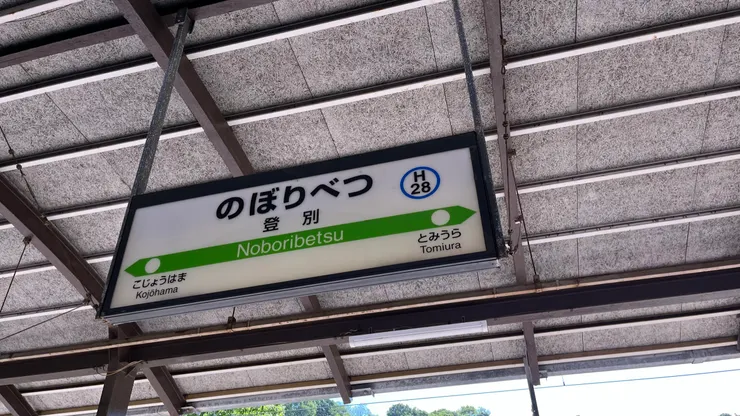 のぼりべつ
H
28
登別
Noboribetsu
こじょうはま
Kojōhama
とみうら
Tomiura